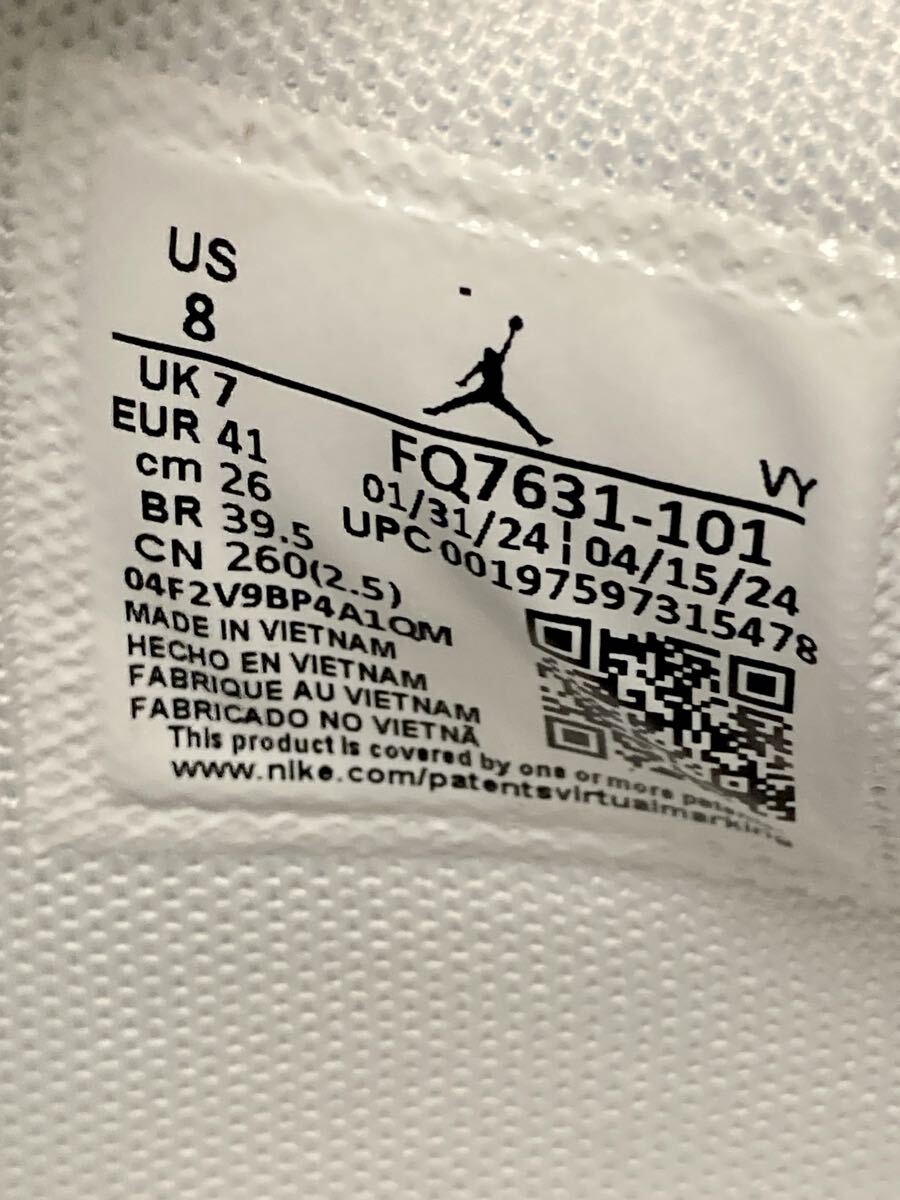 US
8
UK 7
EUR 41
cm 26
BR 39.5
CN 260(2.5)
VY
FQ7631-101
01/31/24 ¦ 04/15/24
UPC 00197597315478
04F2V9BP4A1QM
MADE IN VIETNAM
HECHO EN VIETNAM
FABRIQUE AU VIETNAM
FABRICADO NO VIETNÃ
This product is covered by one or more
www.nike.com/patentsvirtualmarking